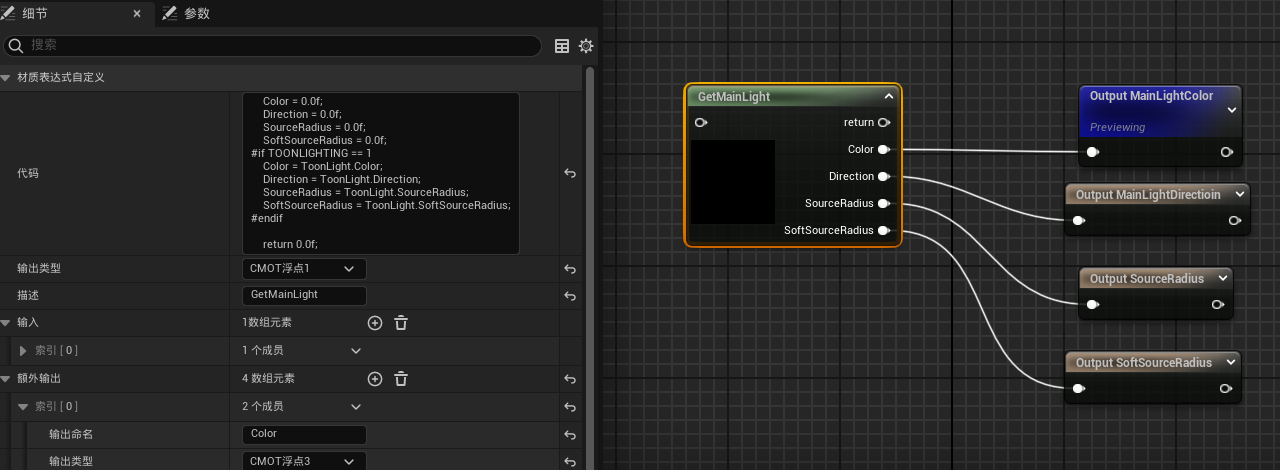 细节
参数
搜索
材质表达式自定义
代码
Color = 0.0f;
Direction = 0.0f;
SourceRadius = 0.0f;
SoftSourceRadius = 0.0f;
#if TOONLIGHTING == 1
Color = ToonLight.Color;
Direction = ToonLight.Direction;
SourceRadius = ToonLight.SourceRadius;
SoftSourceRadius = ToonLight.SoftSourceRadius;
#endif
return 0.0f;
输出类型 CMOT浮点1
描述 GetMainLight
输入 1数组元素
索引 [ 0 ] 1 个成员
额外输出 4 数组元素
索引 [ 0 ] 2 个成员
输出命名 Color
输出类型 CMOT浮点3
GetMainLight
return
Color
Direction
SourceRadius
SoftSourceRadius
Output MainLightColor
Previewing
Output MainLightDirectioin
Output SourceRadius
Output SoftSourceRadius